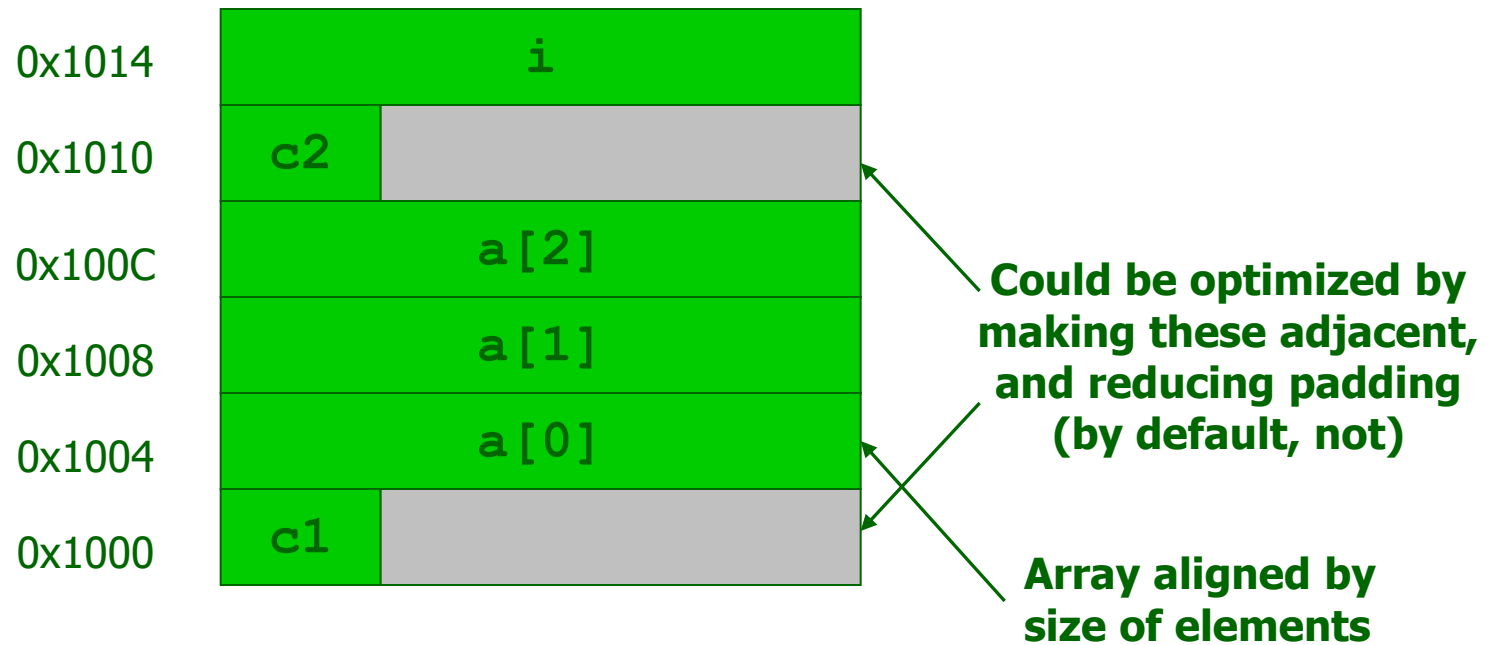 0x1014
i
0x1010
c2
0x100C
a[2]
0x1008
a[1]
0x1004
a[0]
0x1000
c1
Could be optimized by
making these adjacent,
and reducing padding
(by default, not)
Array aligned by
size of elements